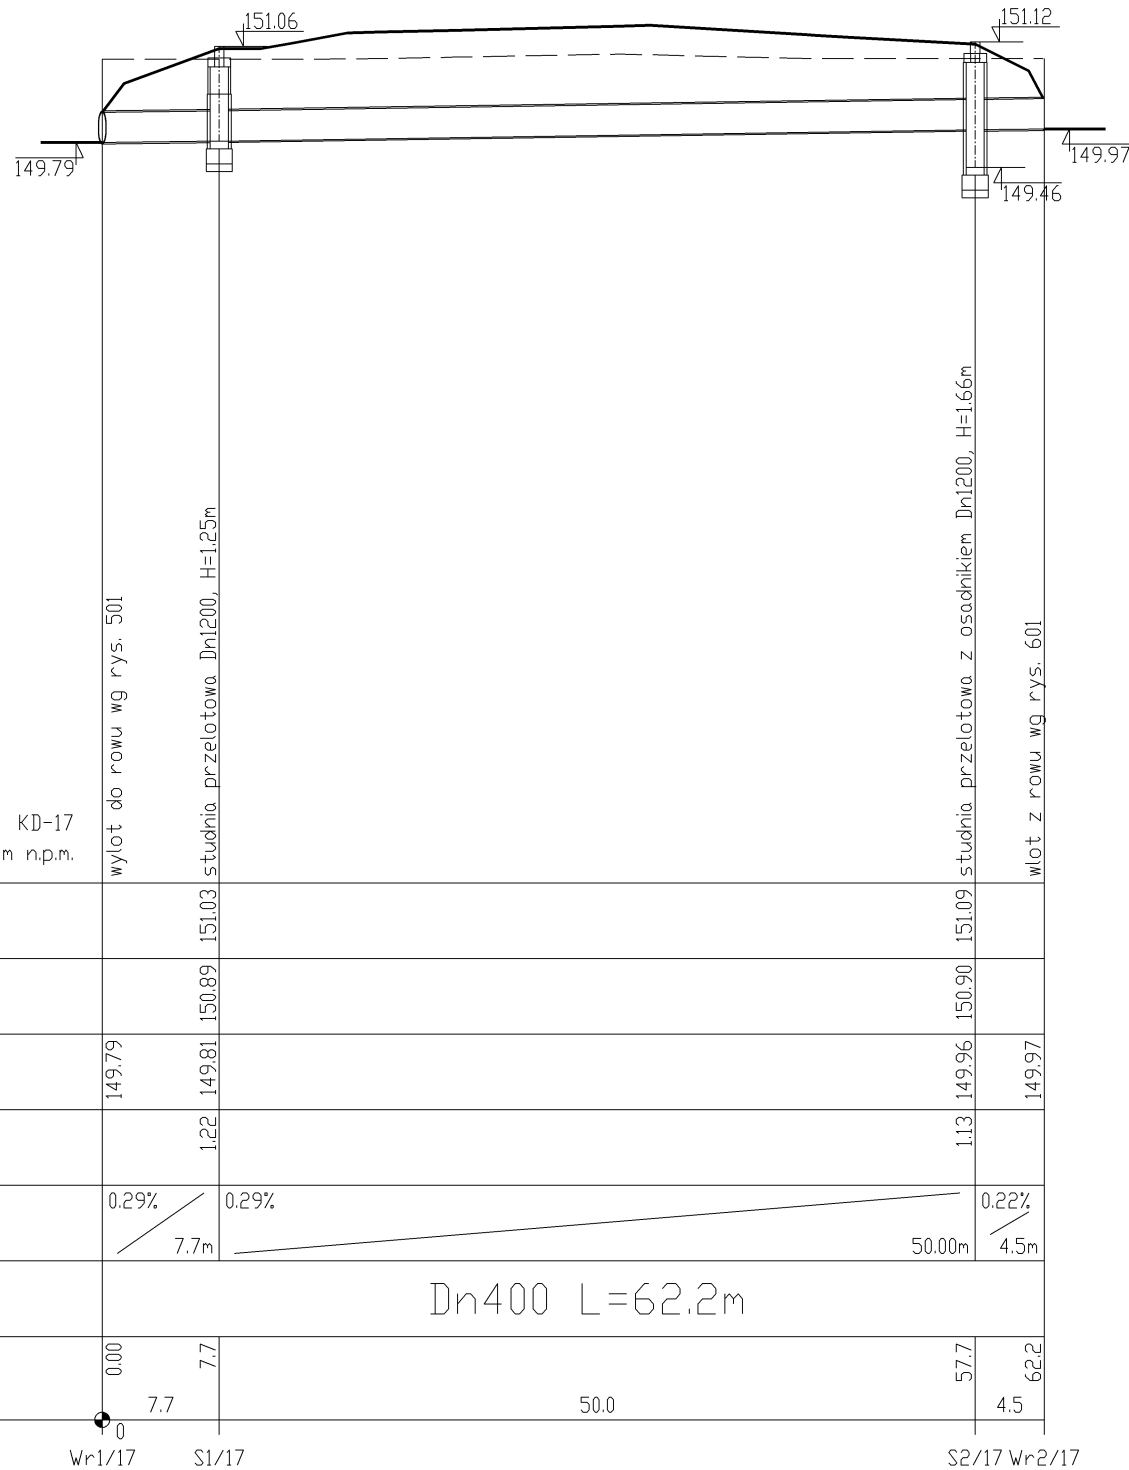 151.06
151.12
149.79
149.97
149.46
wylot do rowu wg rys. 501
studnia przelotowa Dn1200, H=1.25m
studnia przelotowa z osadnikiem Dn1200, H=1.66m
wlot z rowu wg rys. 601
KD-17
m n.p.m.
151.03 151.09
150.89 150.90
149.79 149.81 149.96 149.97
1.22 1.13
0.29% 0.29% 0.22%
7.7m 50.00m 4.5m
Dn400 L=62.2m
0.00 7.7 57.7 62.2
7.7 50.0 4.5
0
Wr1/17 S1/17 S2/17 Wr2/17